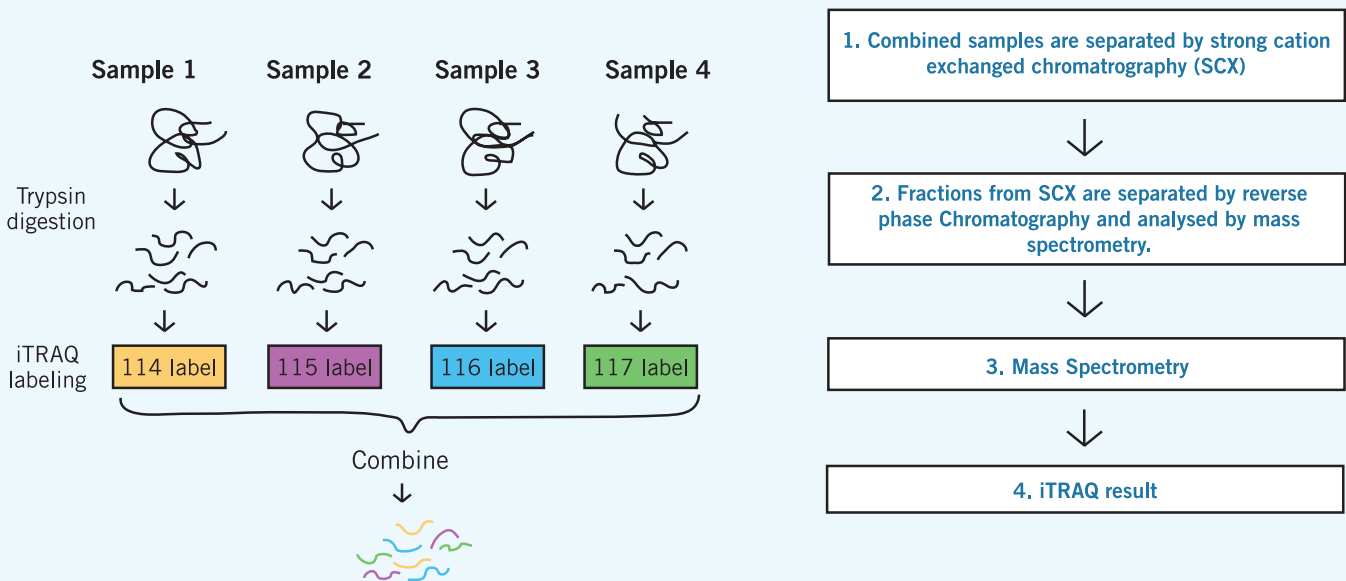 Sample 1
Sample 2
Sample 3
Sample 4
Trypsin
digestion
iTRAQ
labeling
114 label
115 label
116 label
117 label
Combine
1. Combined samples are separated by strong cation
exchanged chromatrography (SCX)
2. Fractions from SCX are separated by reverse
phase Chromatography and analysed by mass
spectrometry.
3. Mass Spectrometry
4. iTRAQ result